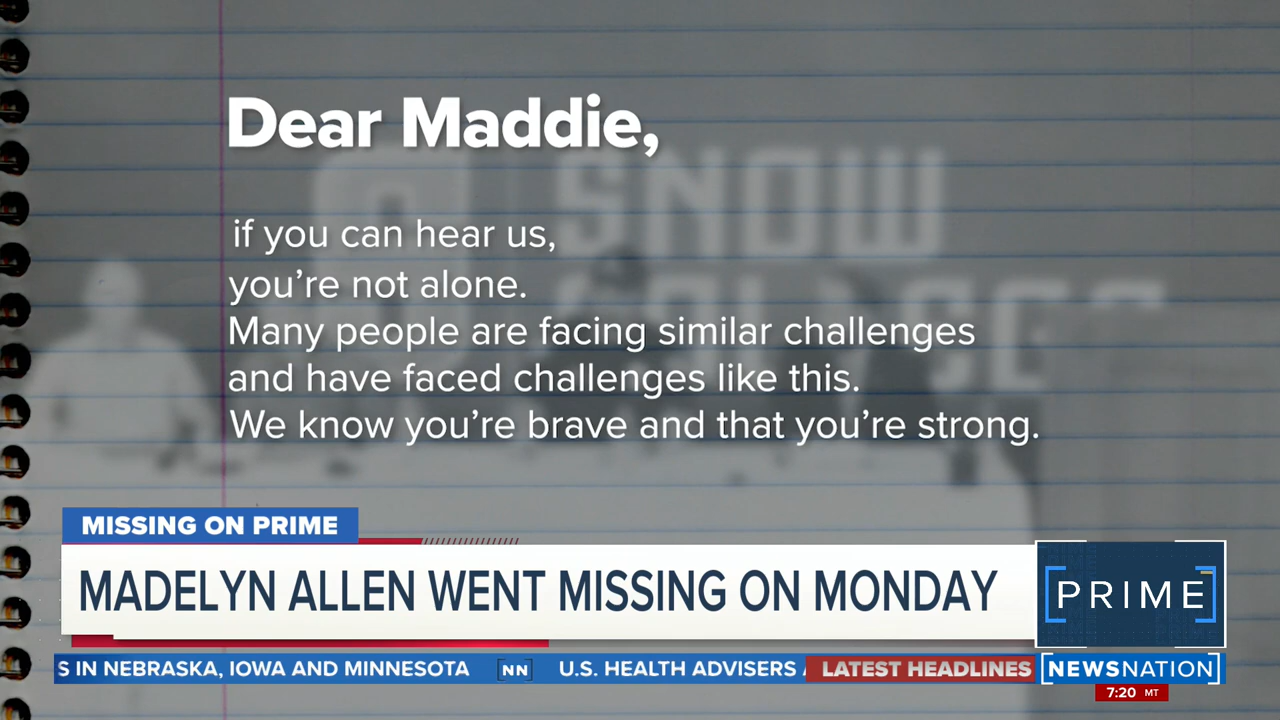 Dear Maddie,
SNOW
if you can hear us,
you're not alone.
Many people are facing similar challenges
and have faced challenges like this.
We know you're brave and that you're strong.
MISSING ON PRIME
MADELYN ALLEN WENT MISSING ON MONDAY
PRIME
S IN NEBRASKA, IOWA AND MINNESOTA NN U.S. HEALTH ADVISERS LATEST HEADLINES NEWSNATION
7:20 MT